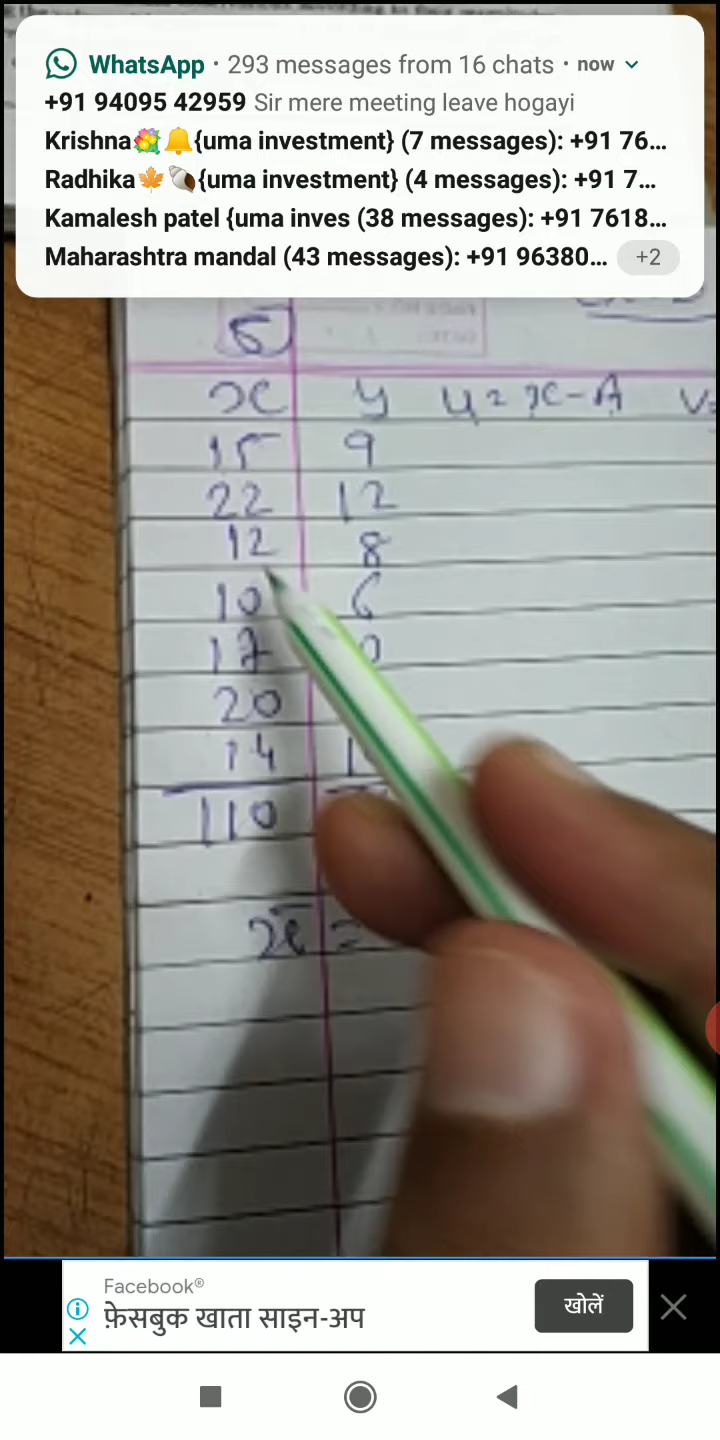 WhatsApp · 293 messages from 16 chats · now
+91 94095 42959 Sir mere meeting leave hogayi
Krishna💐🔔{uma investment} (7 messages): +91 76...
Radhika🍁🐚{uma investment} (4 messages): +91 7...
Kamalesh patel {uma inves (38 messages): +91 7618...
Maharashtra mandal (43 messages): +91 96380... +2
5
x y u = x - A v=
15 9
22 12
12 8
10 6
17 0
20
14 1
110
x̄ =
Facebook®
फ़ेसबुक खाता साइन-अप
खोलें